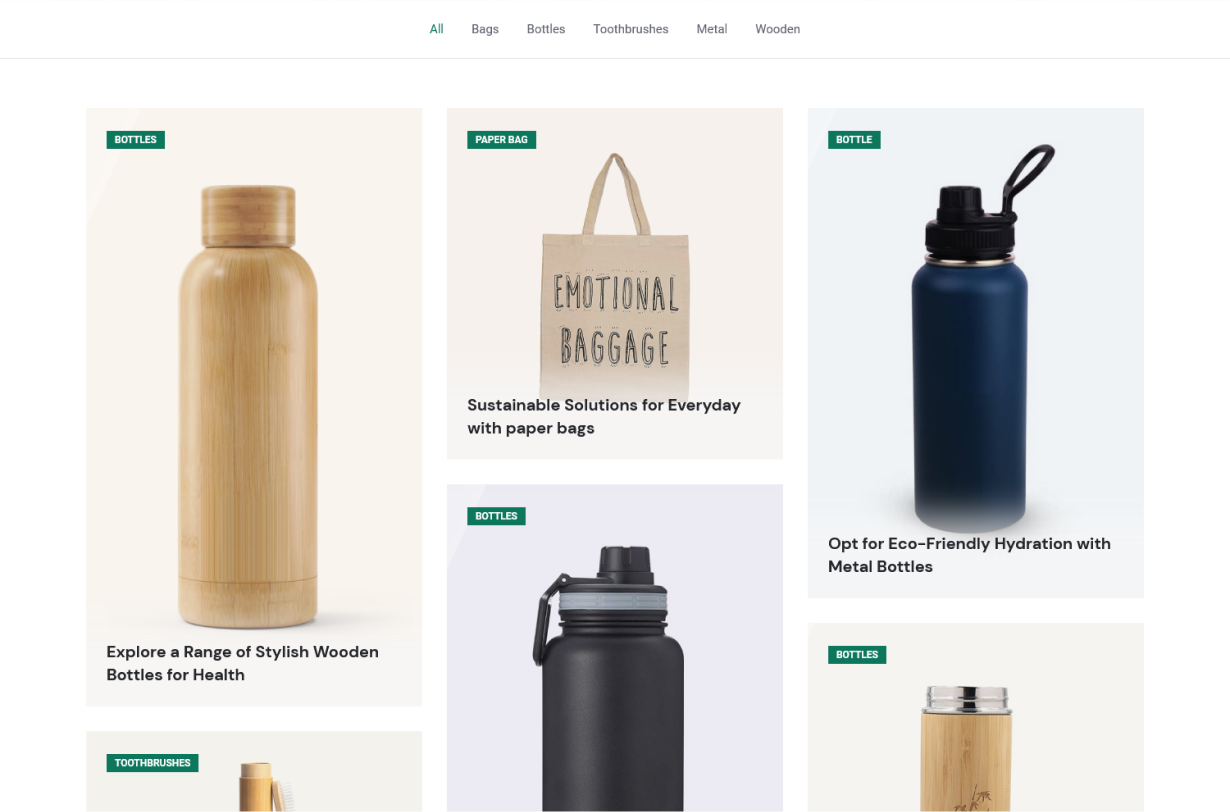 All Bags Bottles Toothbrushes Metal Wooden
BOTTLES
Explore a Range of Stylish Wooden
Bottles for Health
TOOTHBRUSHES
PAPER BAG
EMOTIONAL
BAGGAGE
Sustainable Solutions for Everyday
with paper bags
BOTTLES
BOTTLE
Opt for Eco-Friendly Hydration with
Metal Bottles
BOTTLES